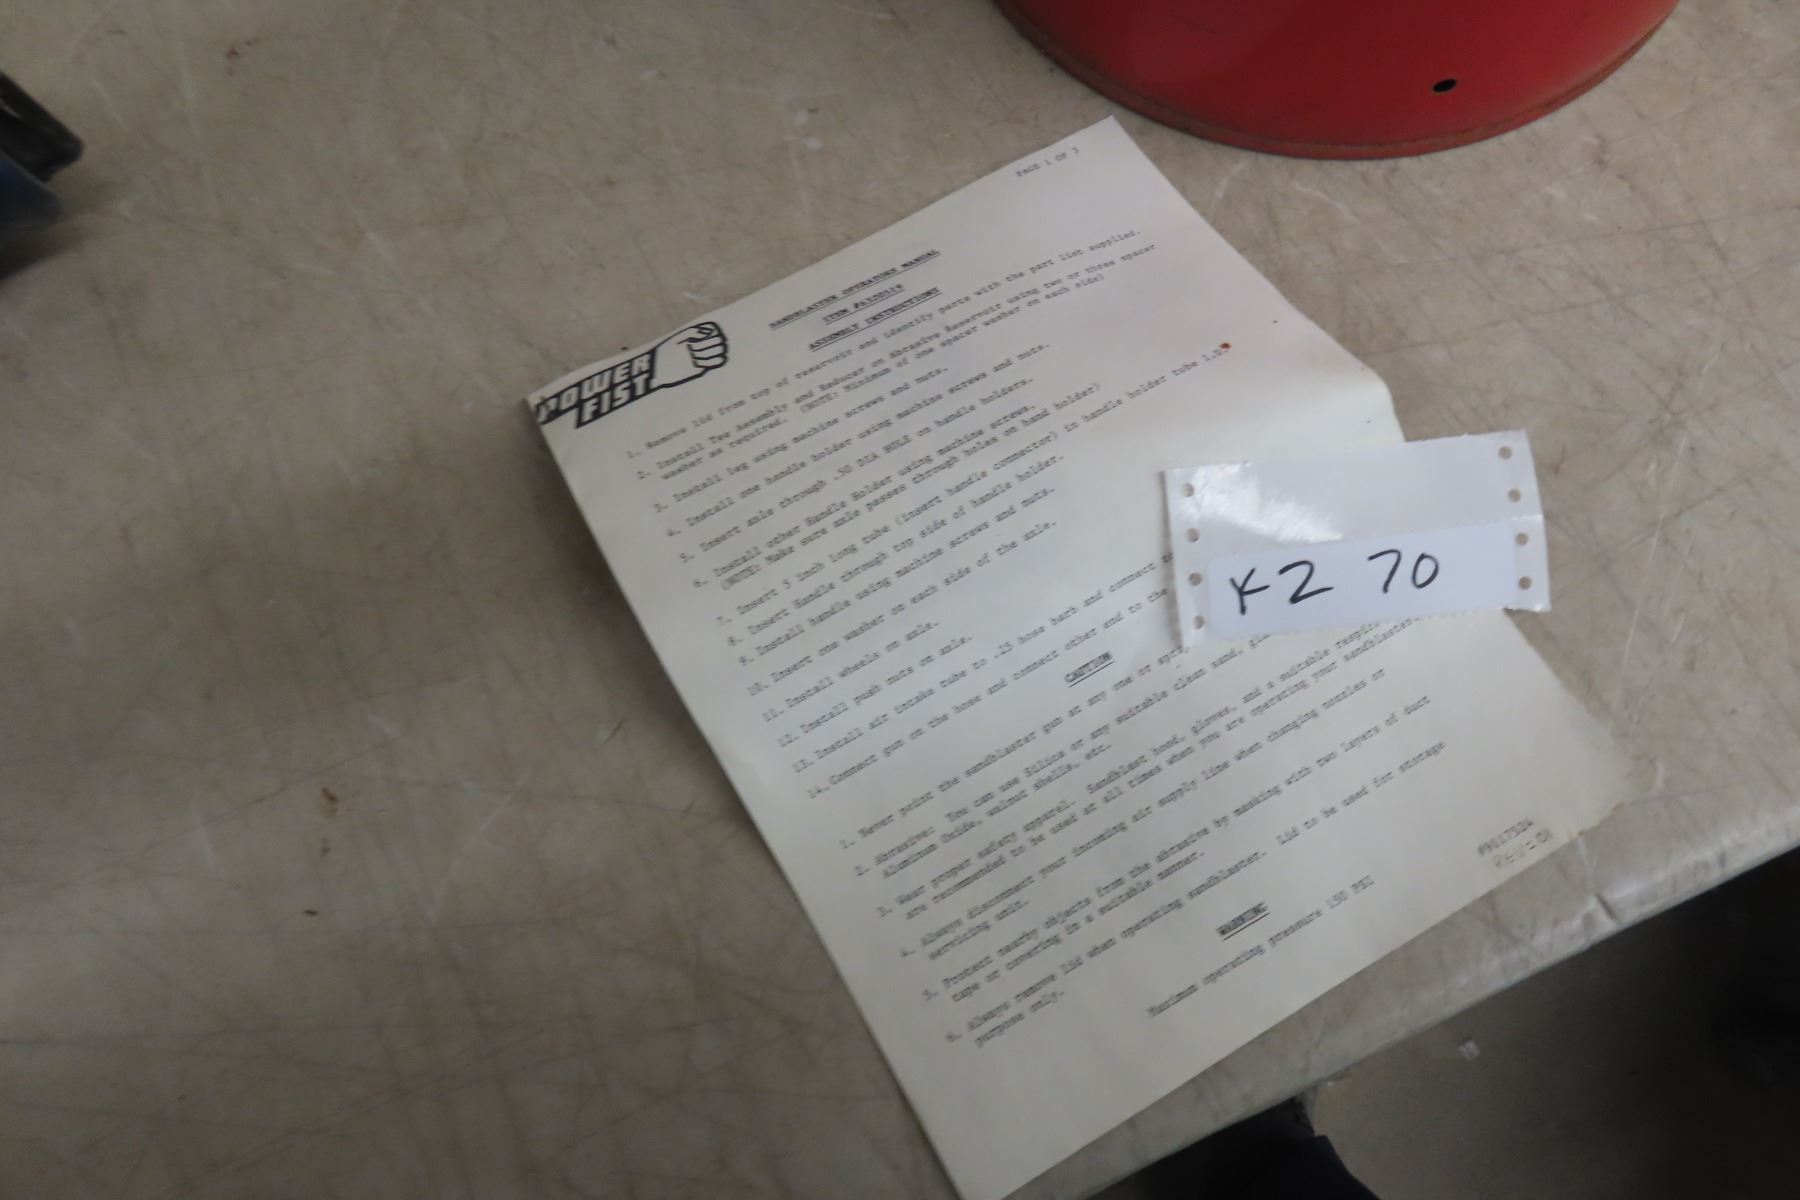 PAGE 1 OF 3
POWER
FIST
SANDBLASTER OPERATORS MANUAL
ITEM
ASSEMBLY INSTRUCTIONS
1. Remove lid from top of reservoir and identify parts with the part list supplied.
2. Install Tee Assembly and Reducer on Abrasive Reservoir using two or three spacer
washer as required. (NOTE: Minimum of one spacer washer on each side)
3. Install leg using machine screws and nuts.
4. Install one handle holder using machine screws and nuts.
5. Insert axle through .50 DIA HOLE on handle holders.
6. Install other Handle Holder using machine screws.
(NOTE: Make sure axle passes through holes on hand holder)
7. Insert 5 inch long tube (insert handle connector) in handle holder tube I.D.
8. Insert Handle through top side of handle holder.
9. Install handle using machine screws and nuts.
10. Insert one washer on each side of the axle.
11. Install wheels on axle.
12. Install push nuts on axle.
13. Install air intake tube to .25 hose barb and connect
14. Connect gun on the hose and connect other end to the
CAUTION
1. Never point the sandblaster gun at any one or
2. Abrasive: You can use Silica or any suitable clean sand,
Aluminum Oxide, walnut shells, etc.
3. Wear proper safety apparel. Sandblast hood, gloves, and a suitable
are recommended to be used at all times when you are operating your sandblaster.
4. Always disconnect your incoming air supply line when changing nozzles or
servicing unit.
5. Protect nearby objects from the abrasive by masking with two layers of duct
tape or covering in a suitable manner.
6. Always remove lid when operating sandblaster. Lid to be used for storage
purpose only.
WARNING
Maximum operating pressure 150 PSI
REV=01
K2 70